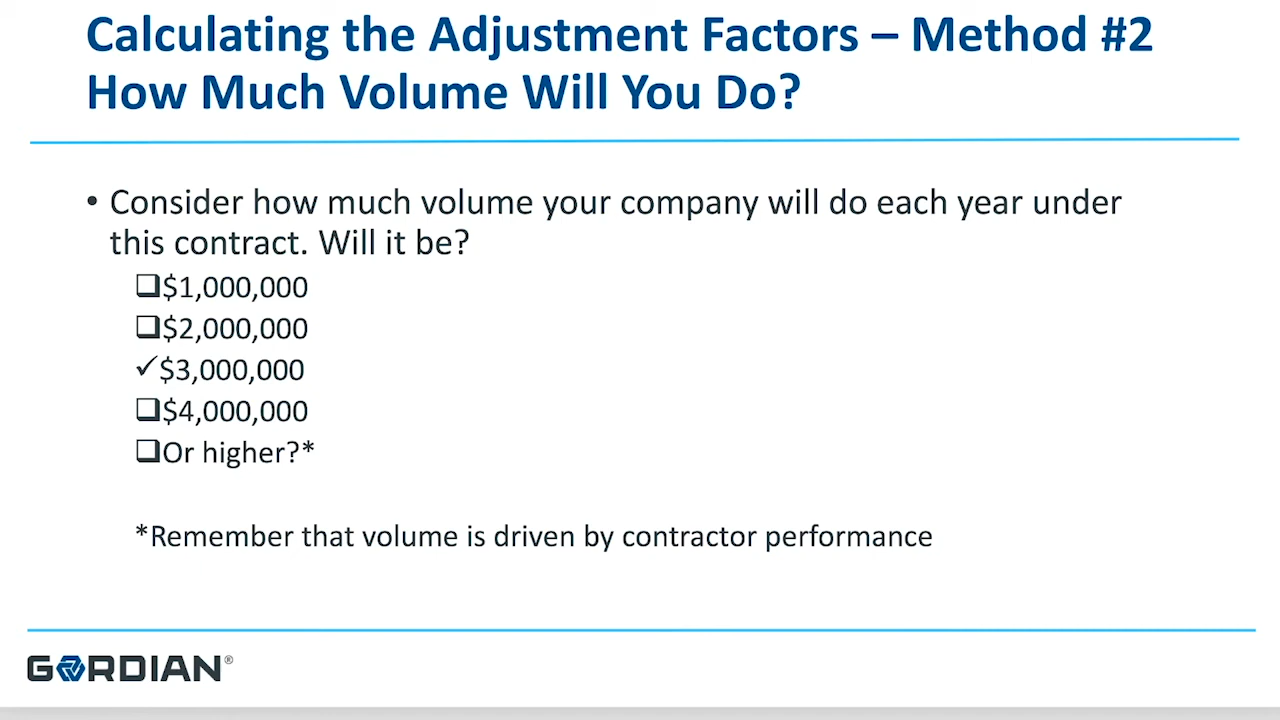 Calculating the Adjustment Factors – Method #2
How Much Volume Will You Do?
• Consider how much volume your company will do each year under
this contract. Will it be?
❑$1,000,000
❑$2,000,000
✓$3,000,000
❑$4,000,000
❑Or higher?*
*Remember that volume is driven by contractor performance
GORDIAN®